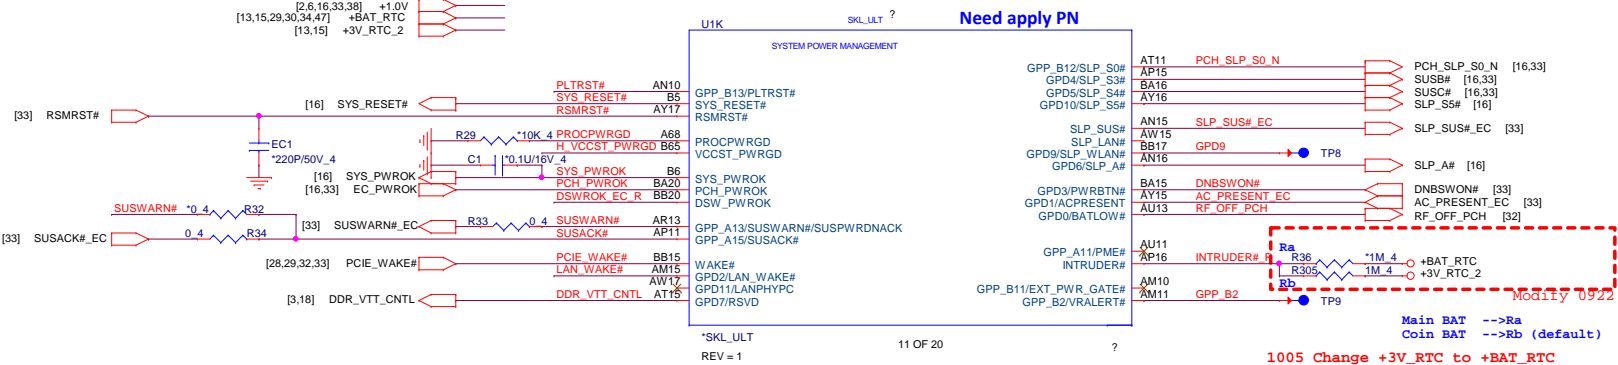 [2,6,16,33,38] +1.0V
[13,15,29,30,34,47] +BAT_RTC
[13,15] +3V_RTC_2
U1K
SKL_ULT ?
Need apply PN
SYSTEM POWER MANAGEMENT
[33] RSMRST#
[16] SYS_RESET#
PLTRST# AN10 GPP_B13/PLTRST#
SYS_RESET# B5 SYS_RESET#
RSMRST# AY17 RSMRST#
EC1
*220P/50V_4
R29 *10K_4 PROCPWRGD A68 PROCPWRGD
H_VCCST_PWRGD B65 VCCST_PWRGD
C1 *0.1U/16V_4
[16] SYS_PWROK SYS_PWROK B6 SYS_PWROK
[16,33] EC_PWROK PCH_PWROK BA20 PCH_PWROK
DSWROK_EC_R BB20 DSW_PWROK
SUSWARN# *0_4 R32
[33] SUSWARN#_EC R33 0_4 SUSWARN# AR13 GPP_A13/SUSWARN#/SUSPWRDNACK
[33] SUSACK#_EC 0_4 R34 SUSACK# AP11 GPP_A15/SUSACK#
[28,29,32,33] PCIE_WAKE# PCIE_WAKE# BB15 WAKE#
LAN_WAKE# AM15 GPD2/LAN_WAKE#
AW17 GPD11/LANPHYPC
[3,18] DDR_VTT_CNTL DDR_VTT_CNTL AT15 GPD7/RSVD
GPP_B12/SLP_S0# AT11 PCH_SLP_S0_N PCH_SLP_S0_N [16,33]
GPD4/SLP_S3# AP15 SUSB# [16,33]
GPD5/SLP_S4# BA16 SUSC# [16,33]
GPD10/SLP_S5# AY16 SLP_S5# [16]
SLP_SUS# AN15 SLP_SUS#_EC SLP_SUS#_EC [33]
SLP_LAN# AW15
GPD9/SLP_WLAN# BB17 GPD9 TP8
GPD6/SLP_A# AN16 SLP_A# [16]
GPD3/PWRBTN# BA15 DNBSWON# DNBSWON# [33]
GPD1/ACPRESENT AY15 AC_PRESENT_EC AC_PRESENT_EC [33]
GPD0/BATLOW# AU13 RF_OFF_PCH RF_OFF_PCH [32]
GPP_A11/PME# AU11
INTRUDER# AP16 INTRUDER#_
Ra
R36 *1M_4 +BAT_RTC
R305 1M_4 +3V_RTC_2
Rb
GPP_B11/EXT_PWR_GATE# AM10
GPP_B2/VRALERT# AM11 GPP_B2 TP9
Modify 0922
Main BAT -->Ra
Coin BAT -->Rb (default)
1005 Change +3V_RTC to +BAT_RTC
*SKL_ULT
REV = 1
11 OF 20
?